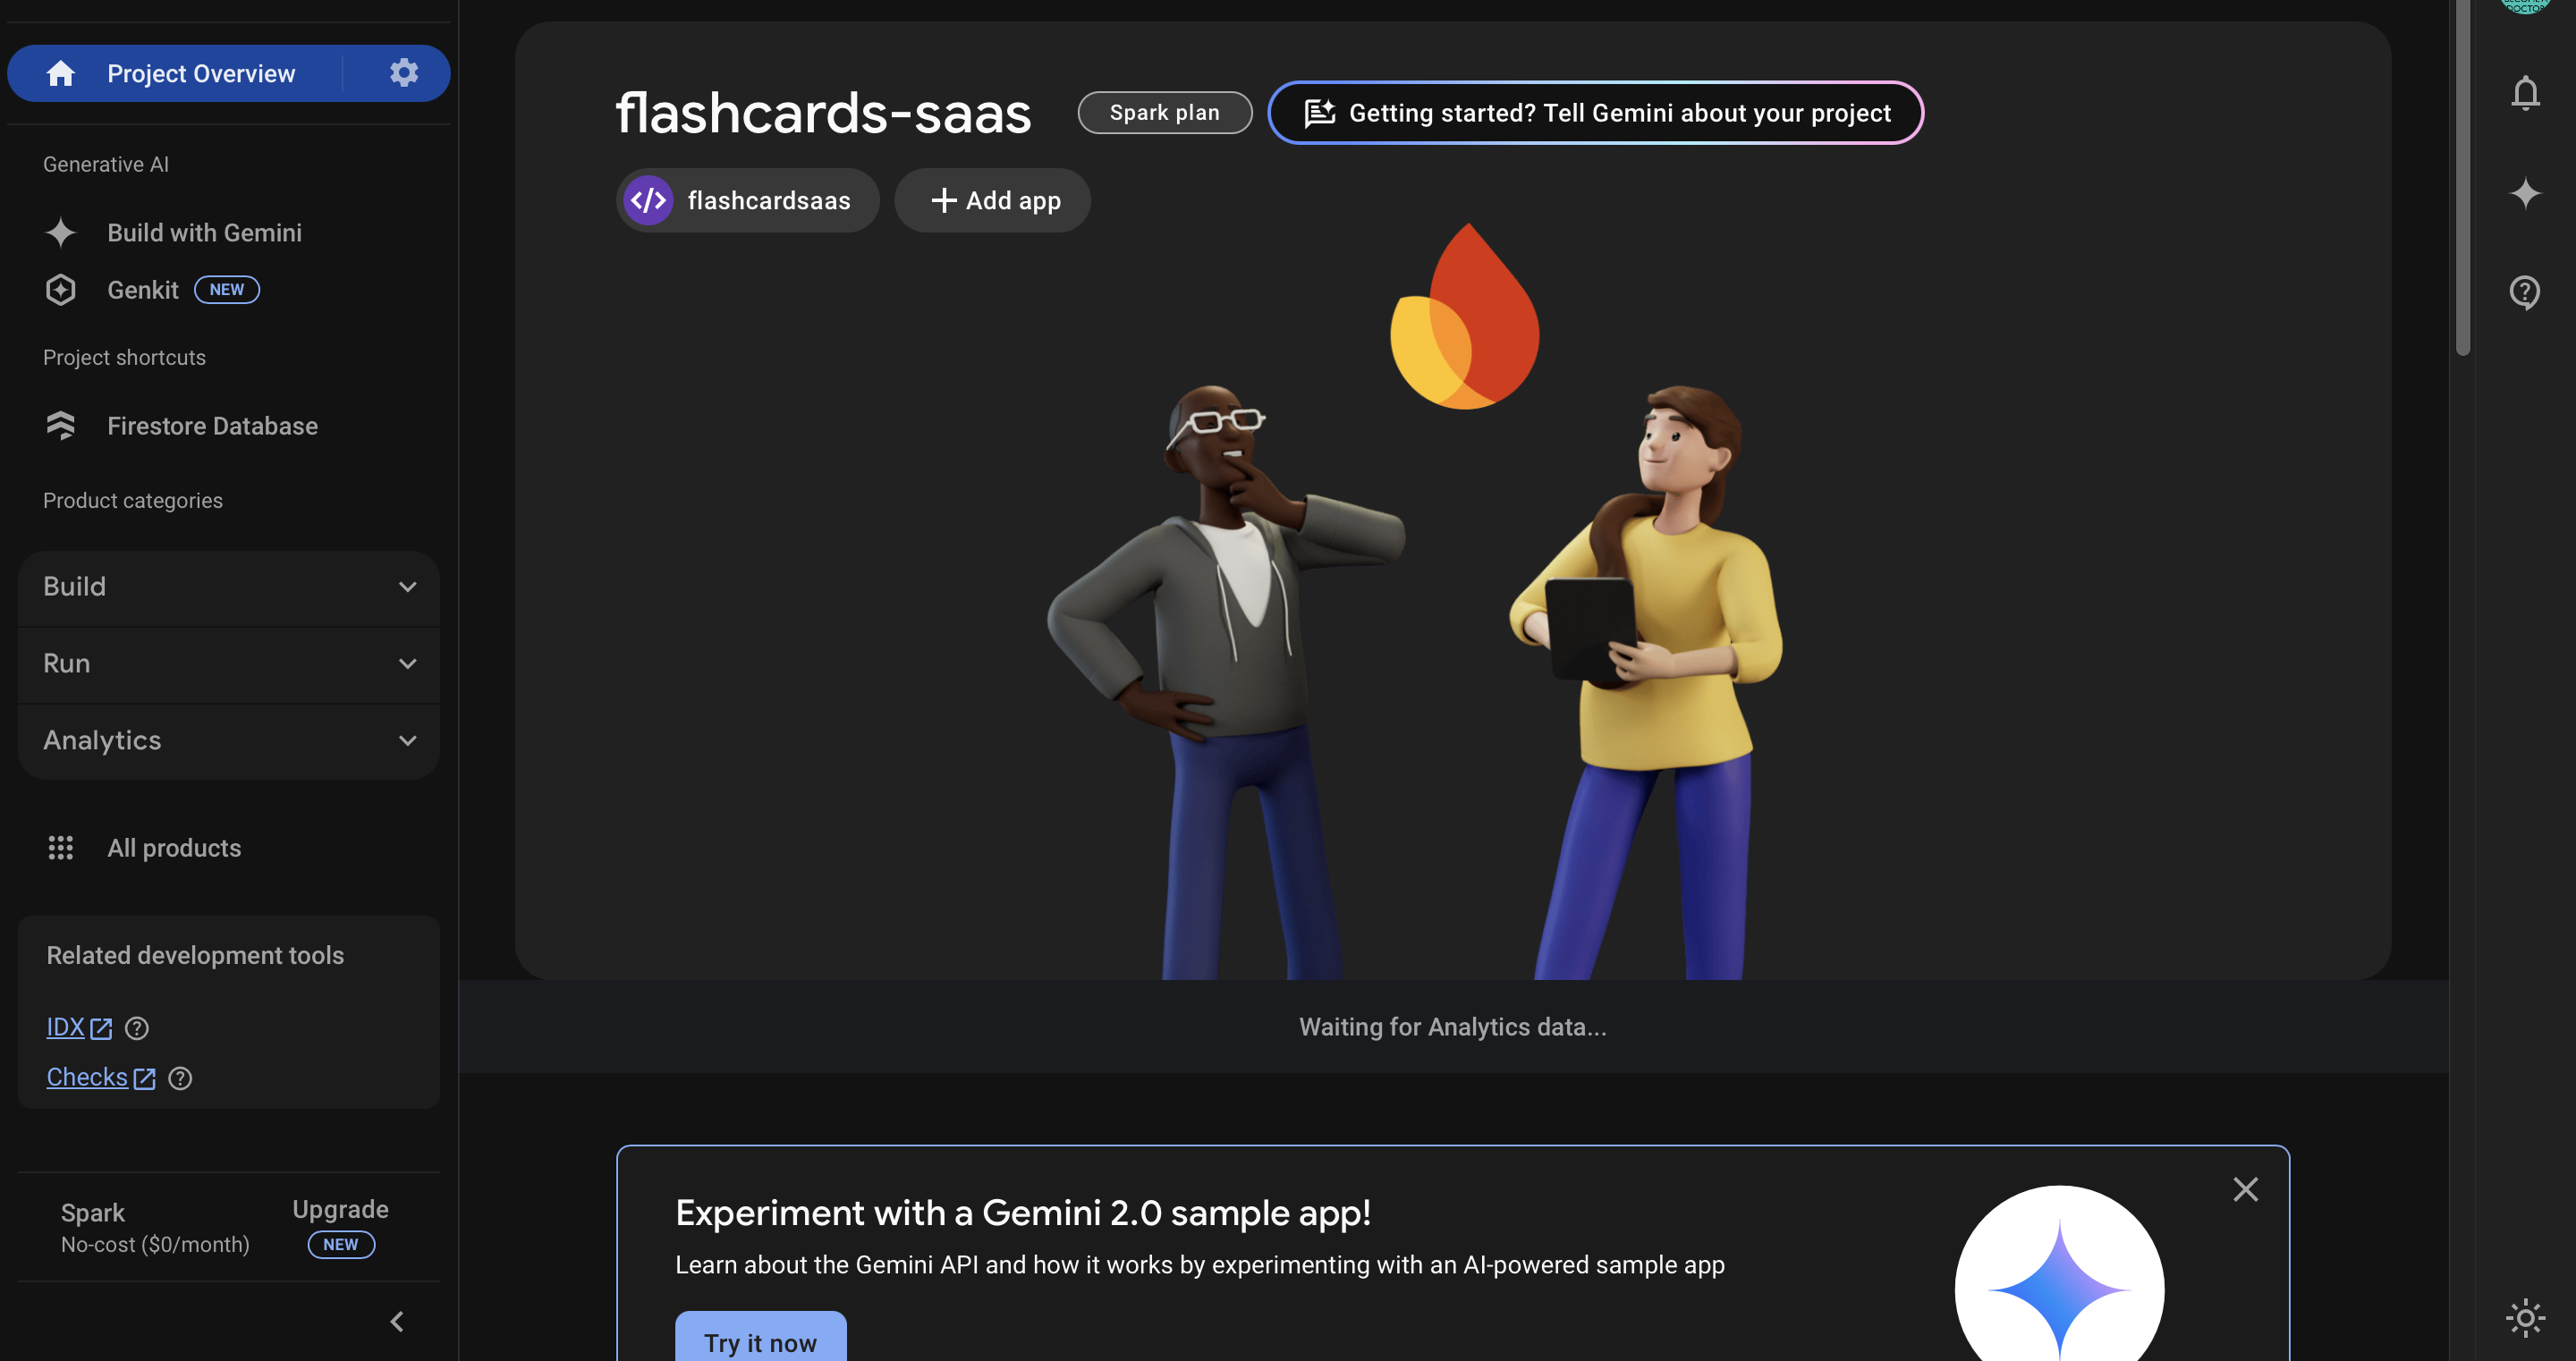 Project Overview
Generative AI
Build with Gemini
Genkit NEW
Project shortcuts
Firestore Database
Product categories
Build
Run
Analytics
All products
Related development tools
IDX
Checks
Spark
No-cost ($0/month)
Upgrade
NEW
flashcards-saas
Spark plan
Getting started? Tell Gemini about your project
flashcardsaas
Add app
Waiting for Analytics data...
Experiment with a Gemini 2.0 sample app!
Learn about the Gemini API and how it works by experimenting with an AI-powered sample app
Try it now
DOCTOR